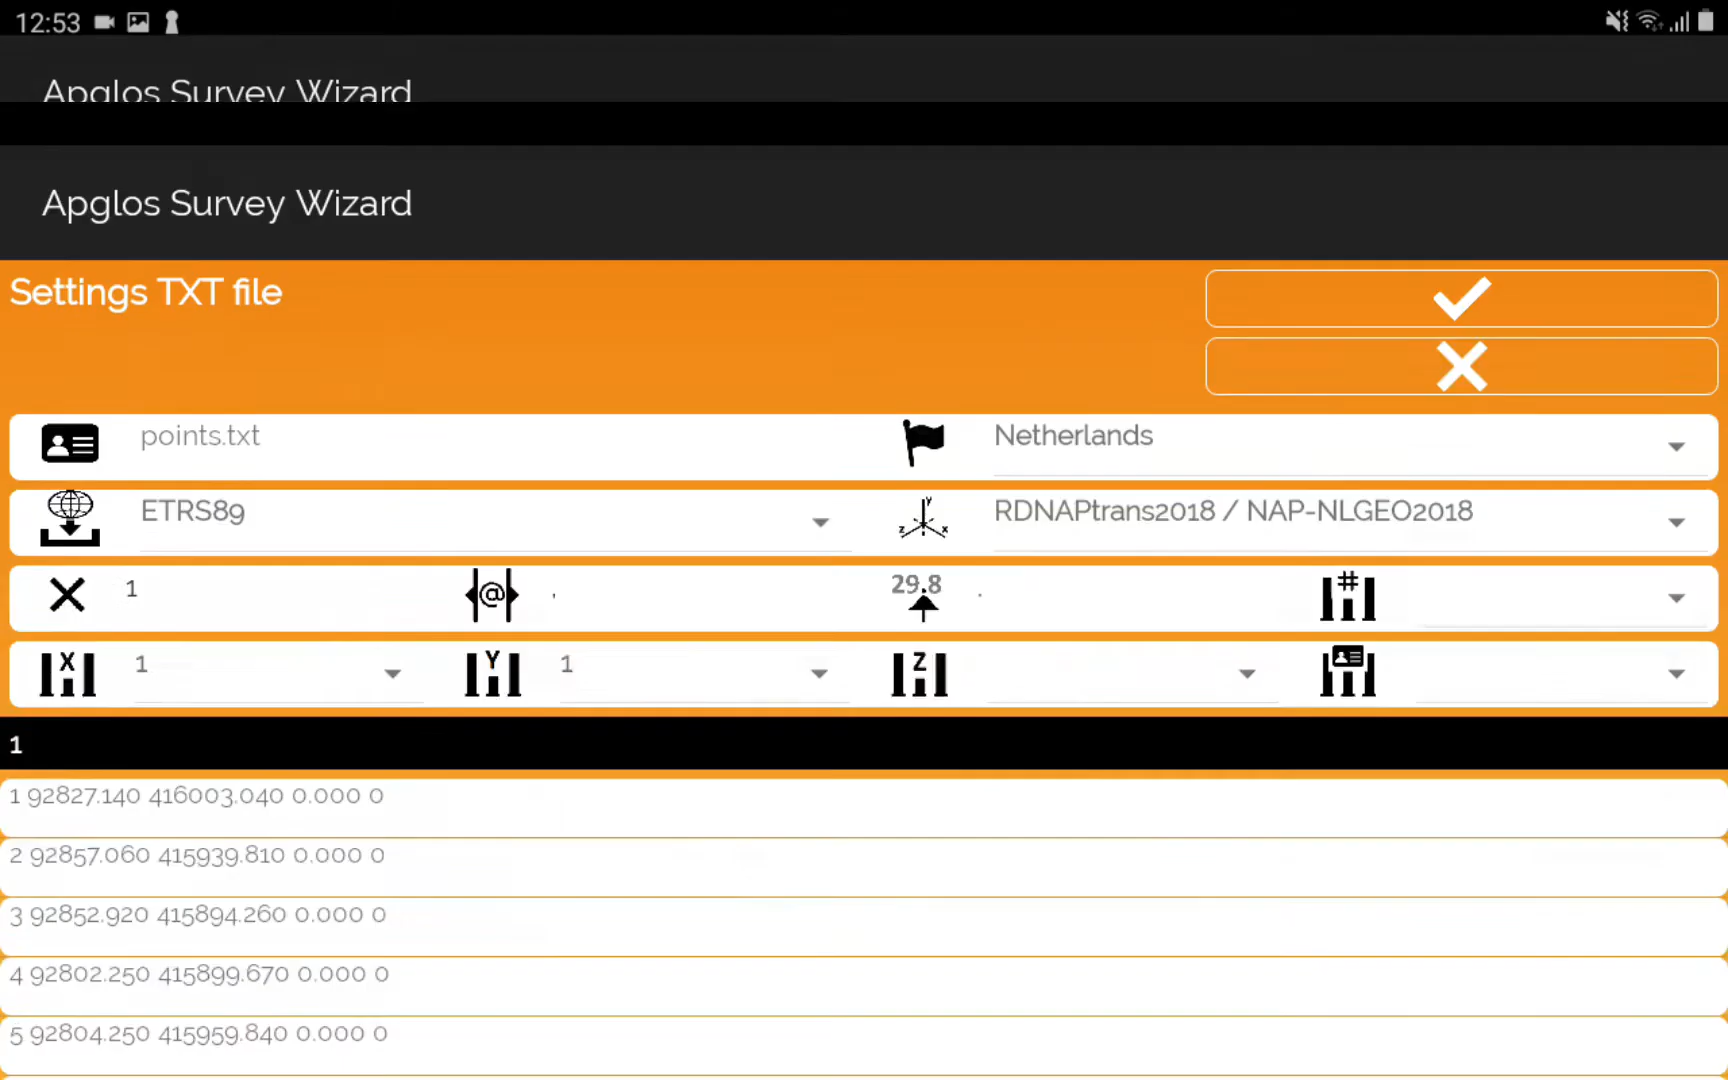 12:53
Apglos Survey Wizard
Apglos Survey Wizard
Settings TXT file
points.txt
Netherlands
ETRS89
RDNAPtrans2018 / NAP-NLGEO2018
1
@
,
29.8
.
#
X
1
Y
1
Z
1
1 92827.140 416003.040 0.000 0
2 92857.060 415939.810 0.000 0
3 92852.920 415894.260 0.000 0
4 92802.250 415899.670 0.000 0
5 92804.250 415959.840 0.000 0